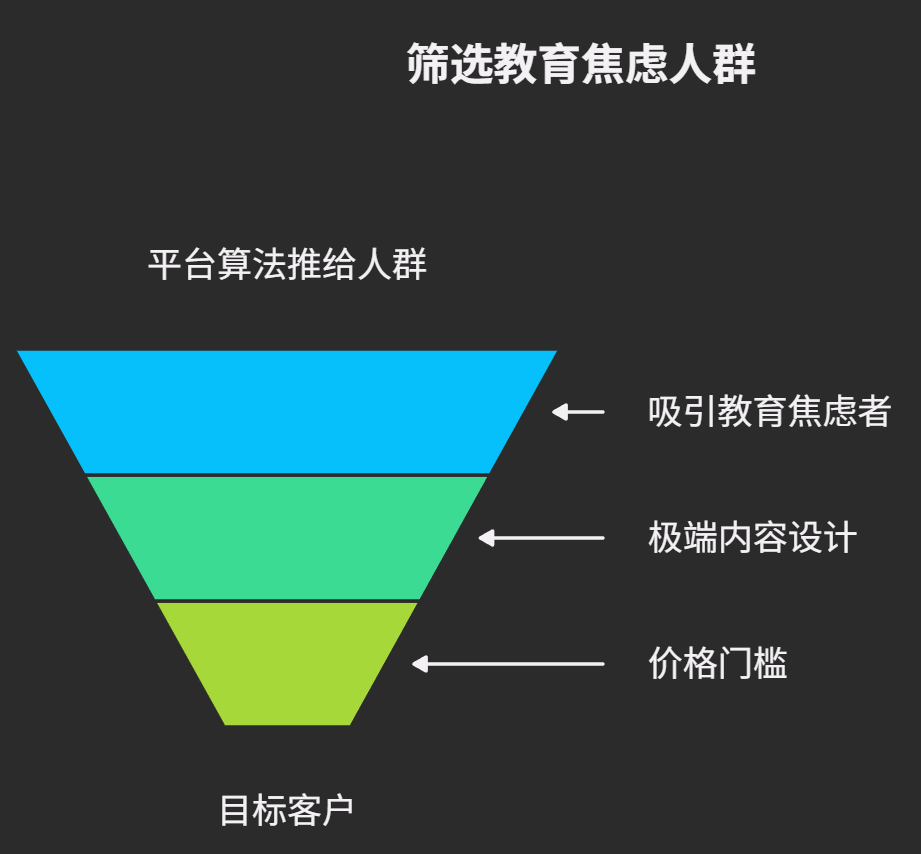 筛选教育焦虑人群
平台算法推给人群
吸引教育焦虑者
极端内容设计
价格门槛
目标客户